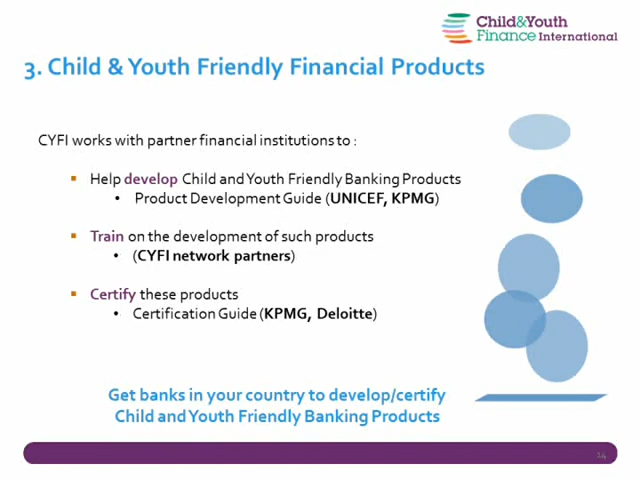 Child&Youth
Finance International
3. Child & Youth Friendly Financial Products
CYFI works with partner financial institutions to :
▪ Help develop Child and Youth Friendly Banking Products
• Product Development Guide (UNICEF, KPMG)
▪ Train on the development of such products
• (CYFI network partners)
▪ Certify these products
• Certification Guide (KPMG, Deloitte)
Get banks in your country to develop/certify
Child and Youth Friendly Banking Products
14